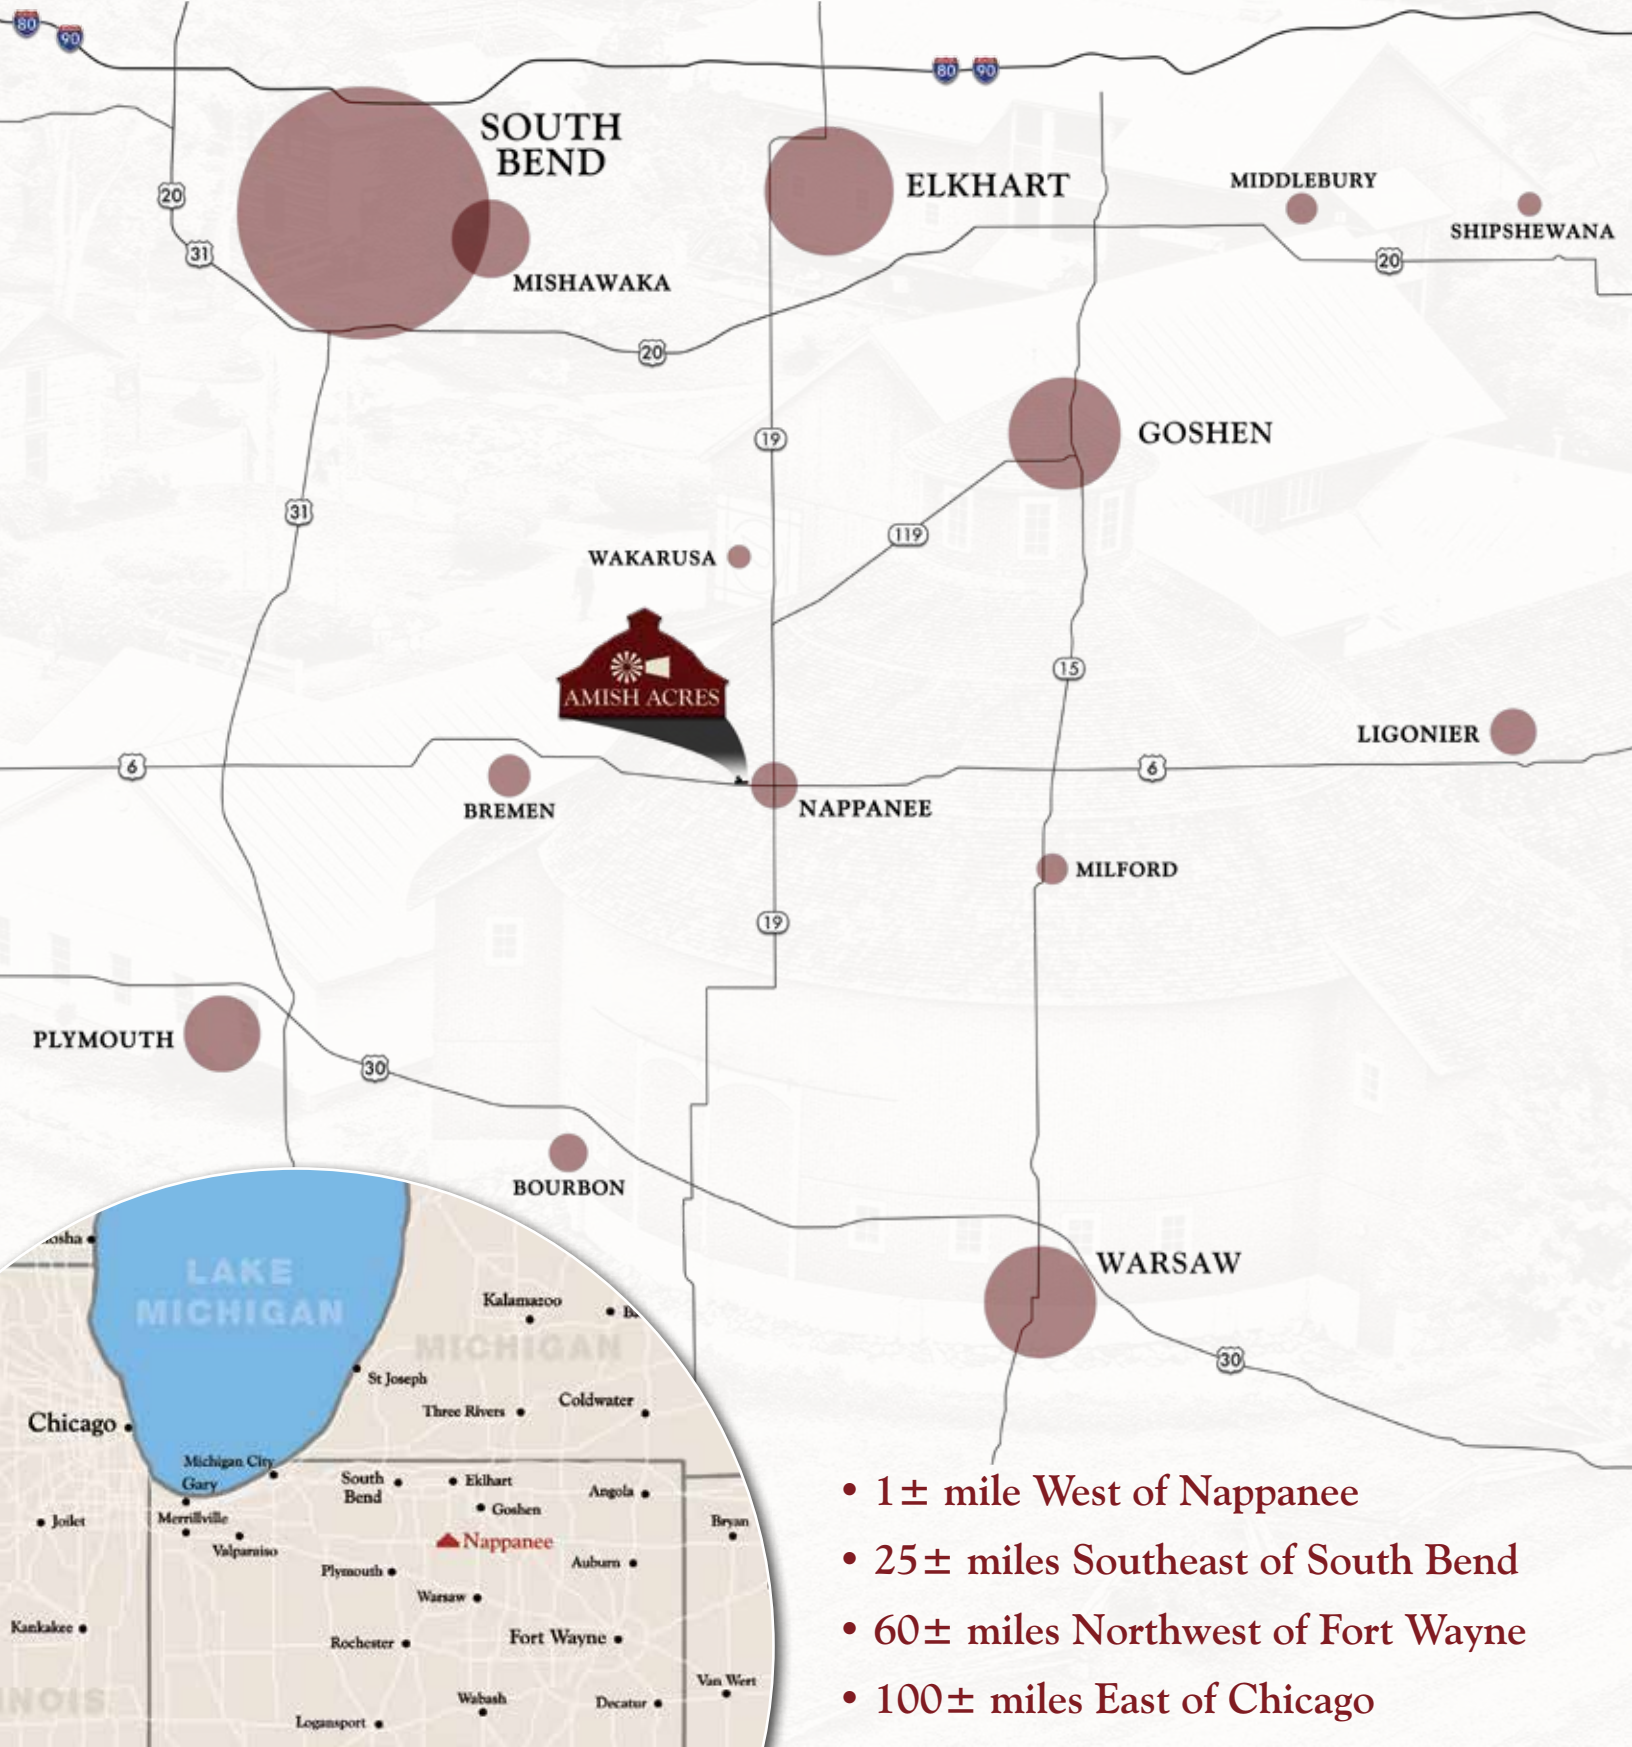 80
90
80 90
SOUTH
BEND
ELKHART
MIDDLEBURY
SHIPSHEWANA
20
31
MISHAWAKA
20
20
19
GOSHEN
31
119
WAKARUSA
AMISH ACRES
15
LIGONIER
6
6
BREMEN
NAPPANEE
MILFORD
19
PLYMOUTH
30
BOURBON
WARSAW
30
LAKE
MICHIGAN
Kalamazoo
MICHIGAN
St Joseph
Three Rivers
Coldwater
Chicago
Michigan City
Gary
South
Bend
Eklhart
Angola
Goshen
Joilet
Merrillville
Valparaiso
Nappanee
Bryan
Auburn
Plymouth
Warsaw
Kankakee
Rochester
Fort Wayne
Van Wert
Wabash
Decatur
Logansport
NOIS
• 1± mile West of Nappanee
• 25± miles Southeast of South Bend
• 60± miles Northwest of Fort Wayne
• 100± miles East of Chicago